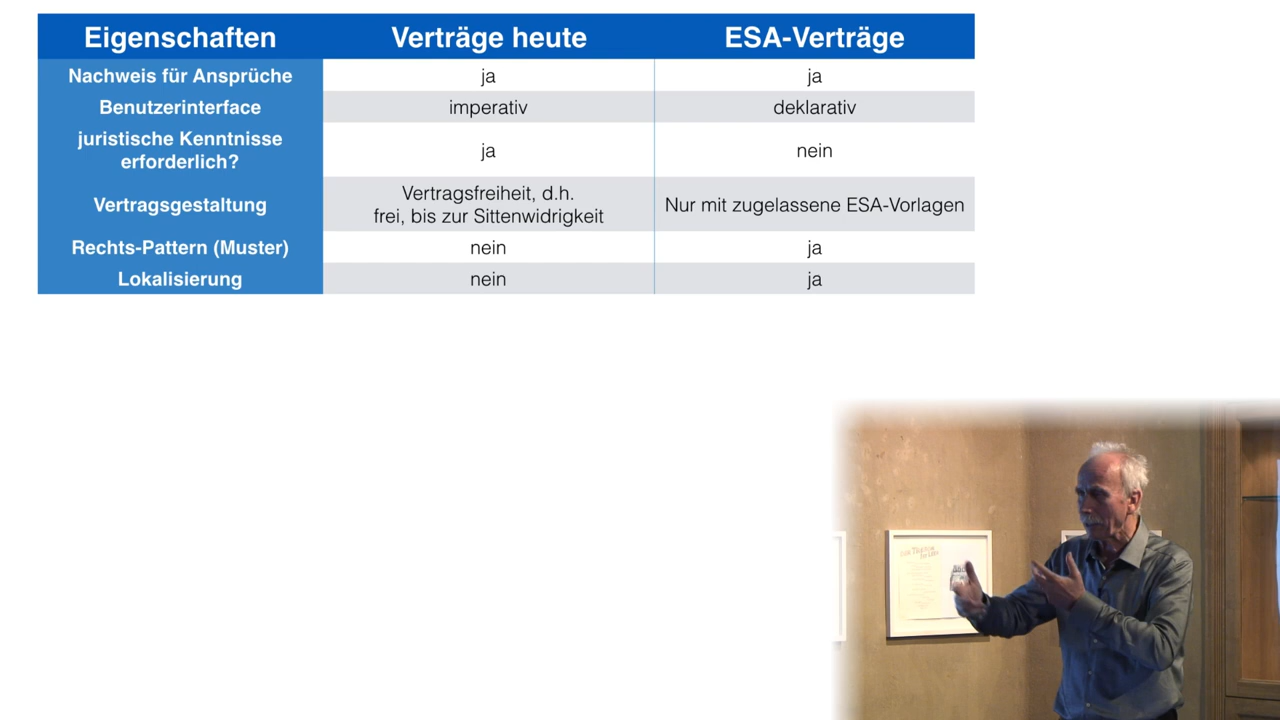 Eigenschaften Verträge heute ESA-Verträge
Nachweis für Ansprüche ja ja
Benutzerinterface imperativ deklarativ
juristische Kenntnisse
erforderlich? ja nein
Vertragsgestaltung Vertragsfreiheit, d.h.
frei, bis zur Sittenwidrigkeit Nur mit zugelassene ESA-Vorlagen
Rechts-Pattern (Muster) nein ja
Lokalisierung nein ja